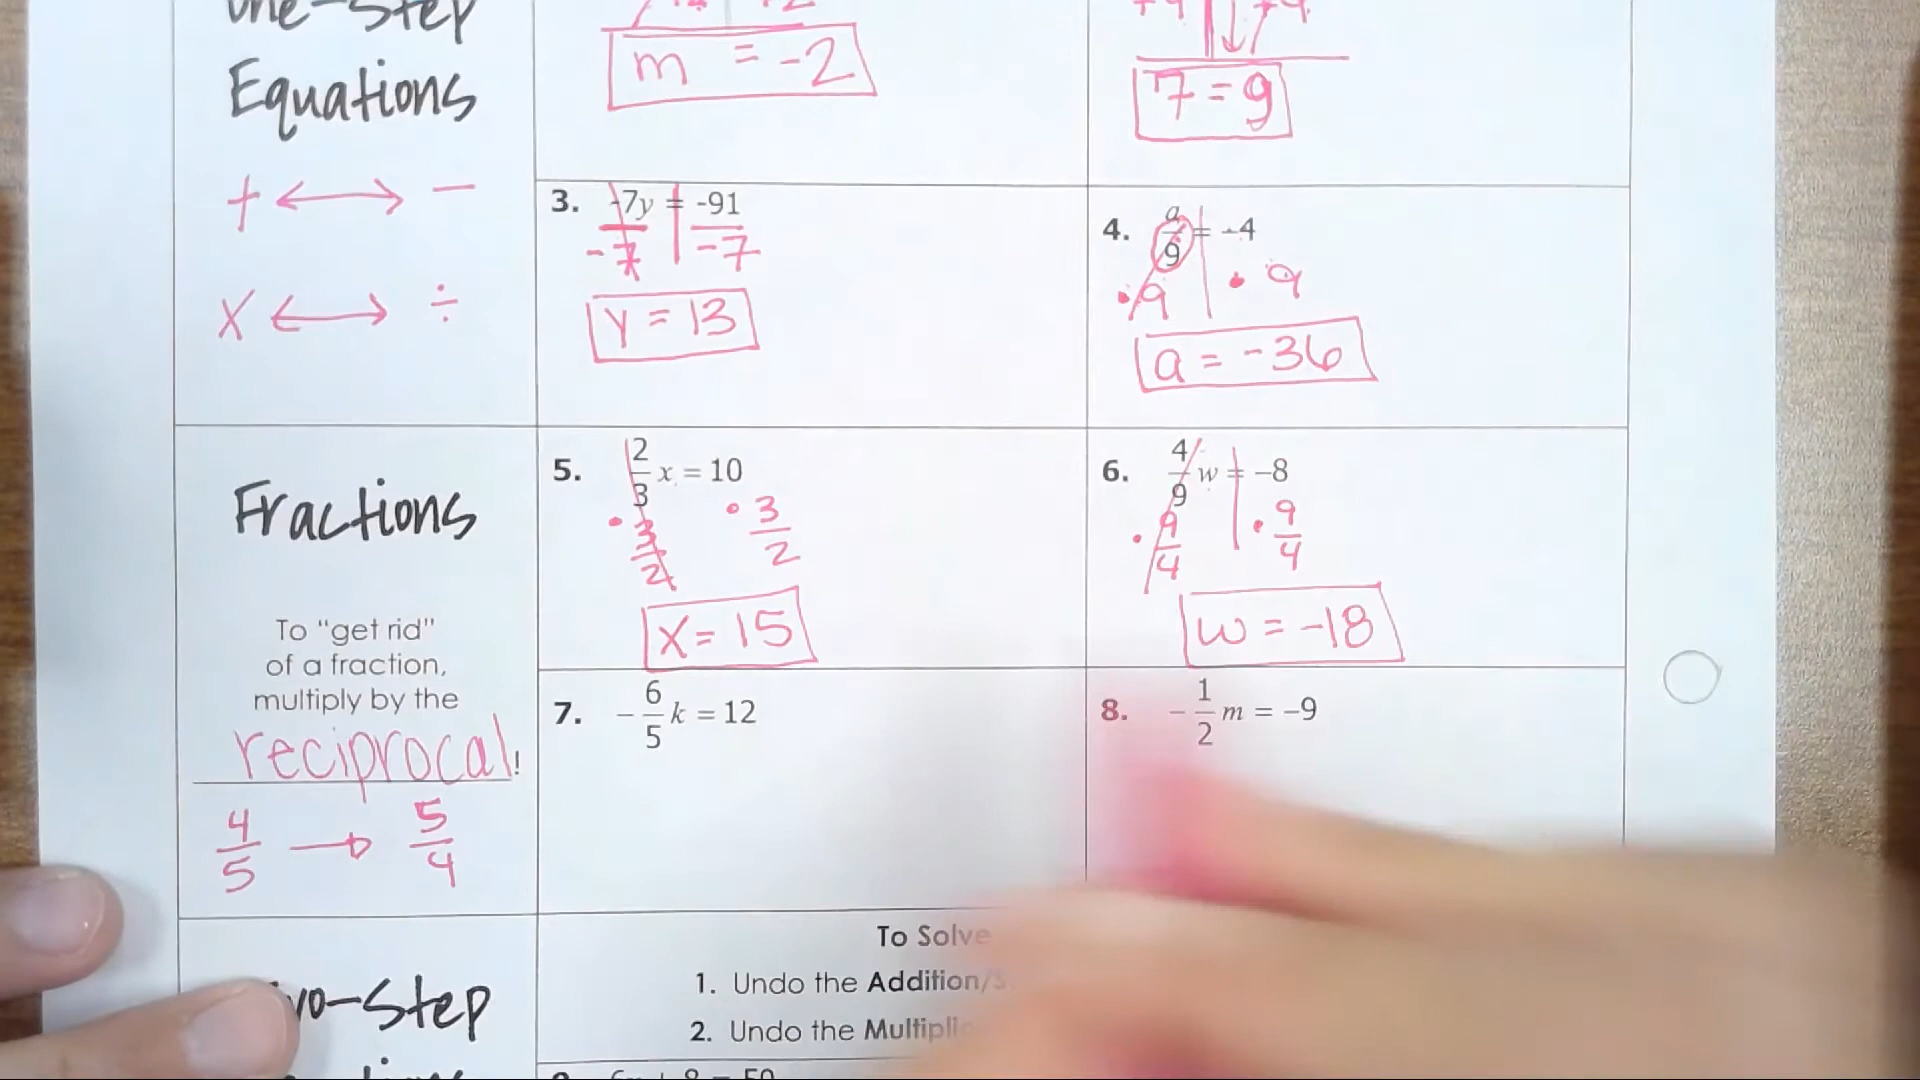 One-Step
Equations
+ ↔ −
x ↔ ÷
m = -2
7 = 9
3. -7y = -91
-7 -7
y = 13
4. a/9 = -4
• 9 • 9
a = -36
Fractions
To "get rid"
of a fraction,
multiply by the
reciprocal!
4/5 → 5/4
5. 2/3 x = 10
• 3/2 • 3/2
x = 15
6. 4/9 w = -8
• 9/4 • 9/4
w = -18
7. -6/5 k = 12
8. -1/2 m = -9
To Solve
1. Undo the Addition/
2. Undo the